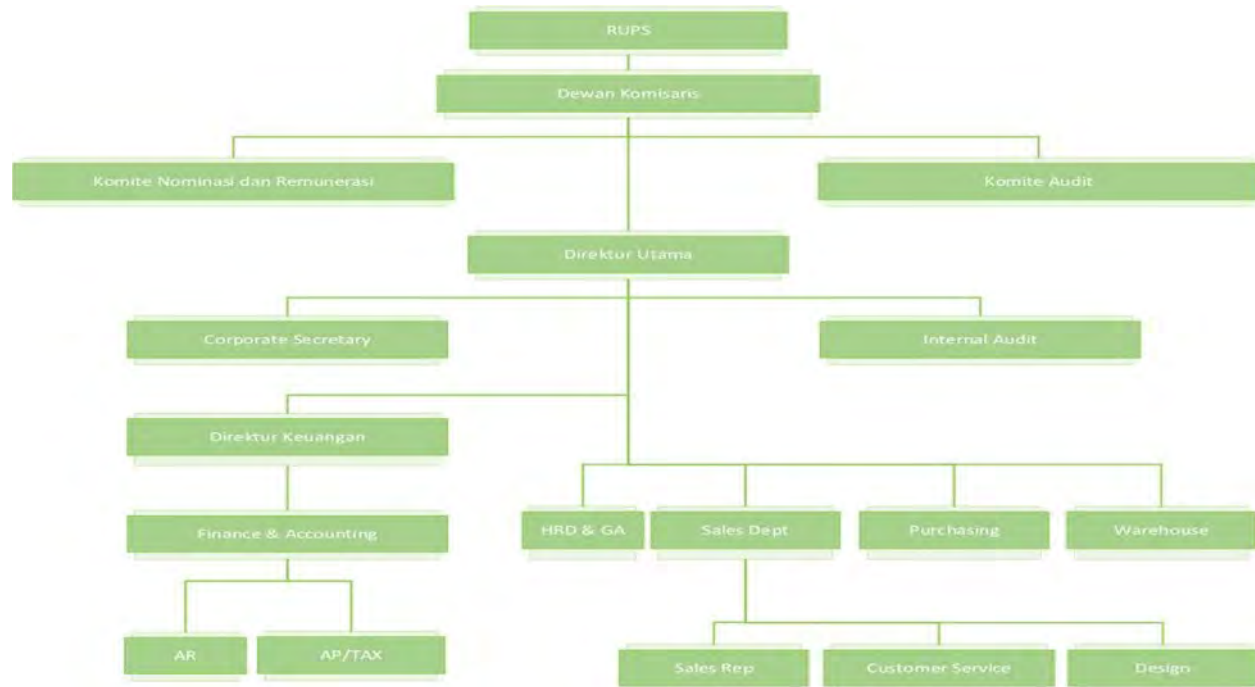 RUPS
Dewan Komisaris
Komite Nominasi dan Remunerasi
Komite Audit
Direktur Utama
Corporate Secretary
Internal Audit
Direktur Keuangan
HRD & GA
Sales Dept
Purchasing
Warehouse
Finance & Accounting
AR
AP/TAX
Sales Rep
Customer Service
Design